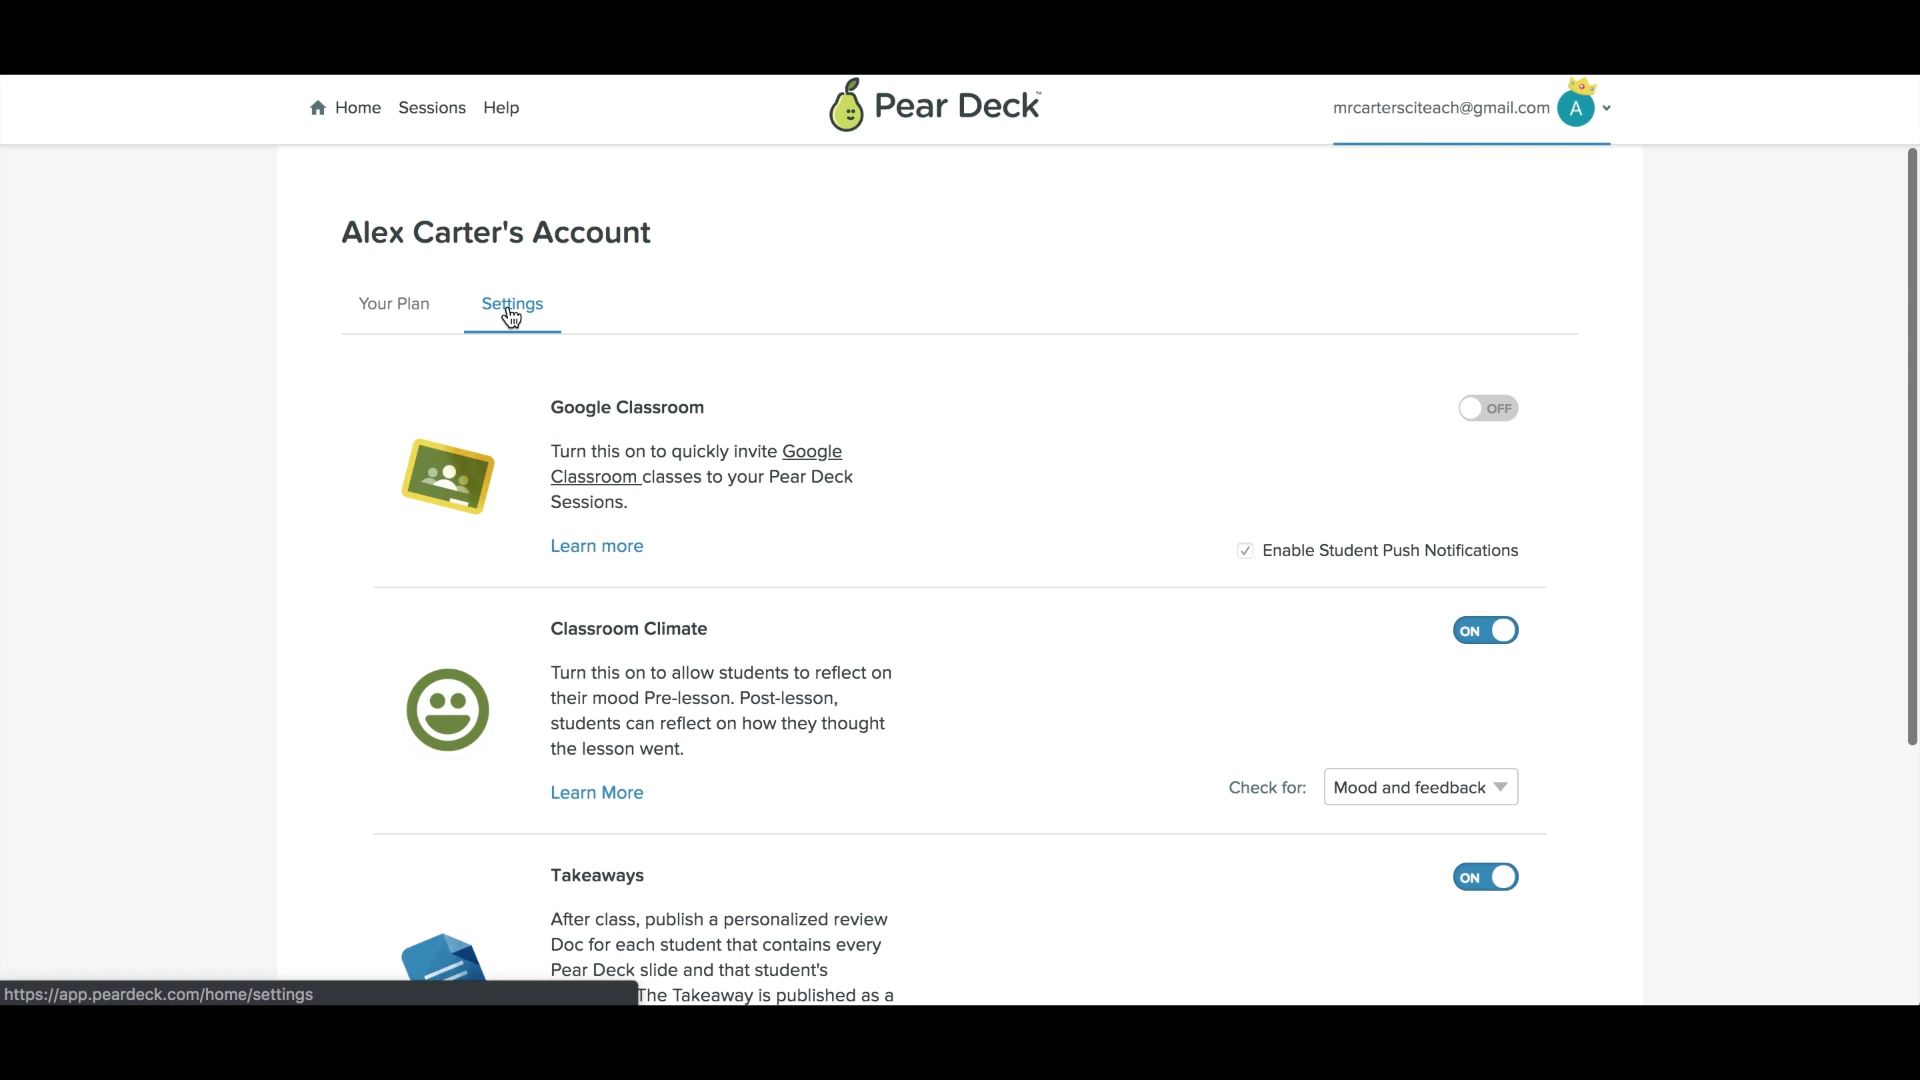 Home Sessions Help
Pear Deck™
mrcartersciteach@gmail.com A
Alex Carter's Account
Your Plan Settings
Google Classroom
OFF
Turn this on to quickly invite Google
Classroom classes to your Pear Deck
Sessions.
Learn more
Enable Student Push Notifications
Classroom Climate
ON
Turn this on to allow students to reflect on
their mood Pre-lesson. Post-lesson,
students can reflect on how they thought
the lesson went.
Learn More
Check for: Mood and feedback
Takeaways
ON
After class, publish a personalized review
Doc for each student that contains every
Pear Deck slide and that student's
The Takeaway is published as a
https://app.peardeck.com/home/settings